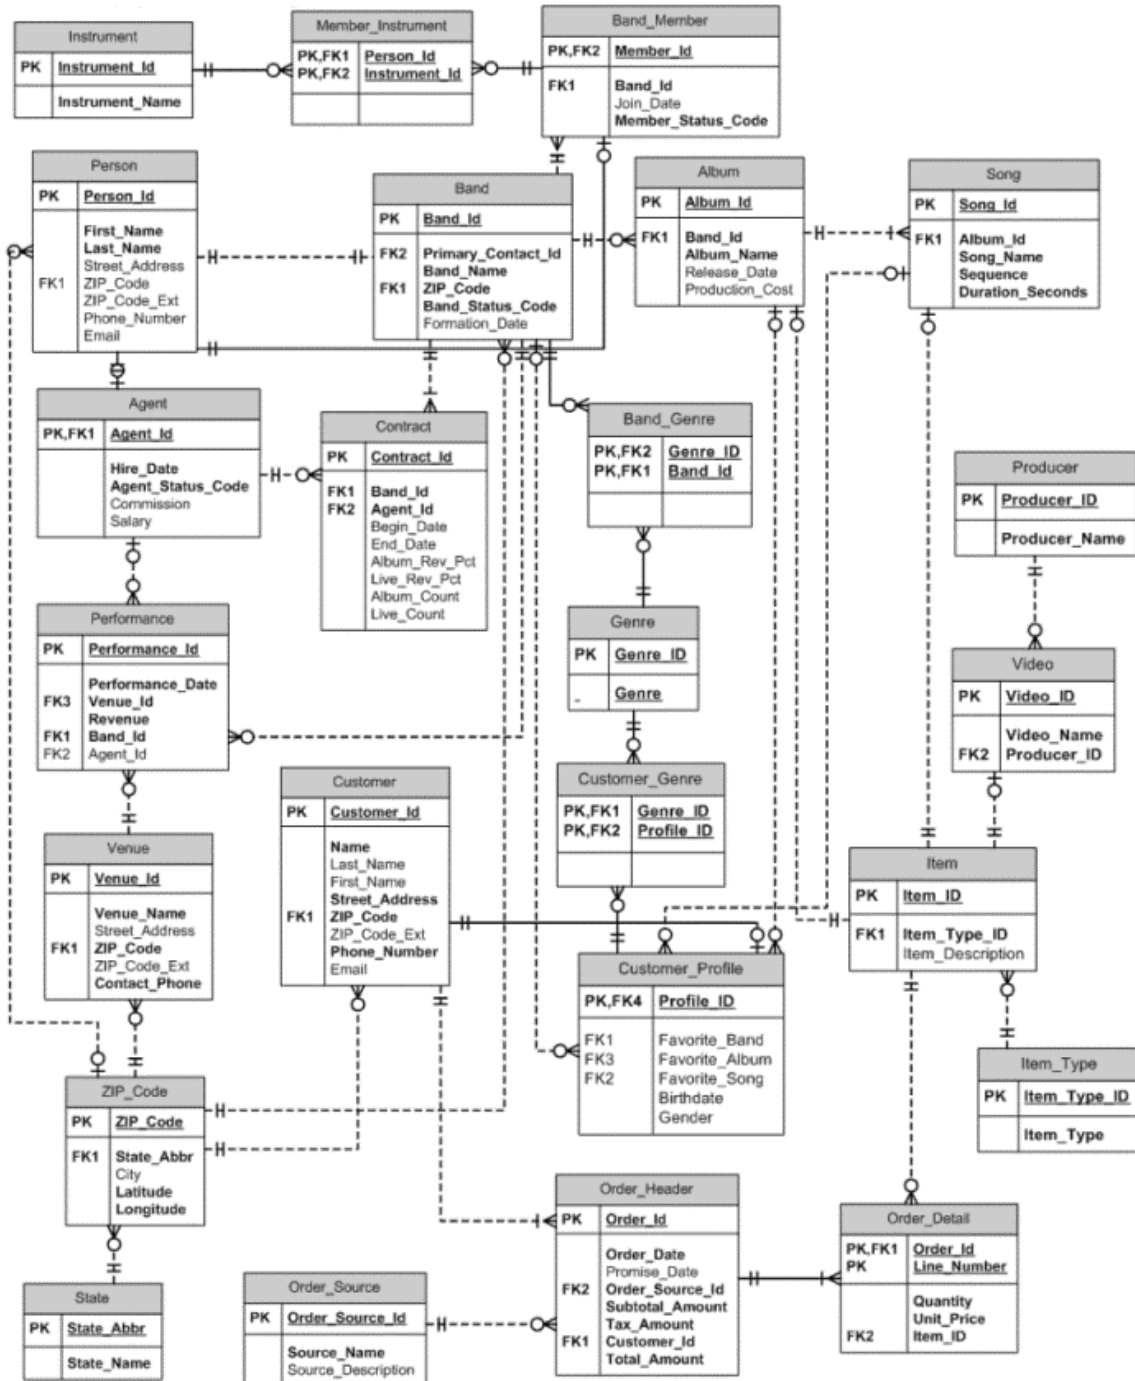 Instrument
PK Instrument_Id
Instrument_Name
Member_Instrument
PK,FK1 Person_Id
PK,FK2 Instrument_Id
Band_Member
PK,FK2 Member_Id
FK1 Band_Id
Join_Date
Member_Status_Code
Person
PK Person_Id
First_Name
Last_Name
Street_Address
FK1 ZIP_Code
ZIP_Code_Ext
Phone_Number
Email
Band
PK Band_Id
FK2 Primary_Contact_Id
Band_Name
FK1 ZIP_Code
Band_Status_Code
Formation_Date
Album
PK Album_Id
FK1 Band_Id
Album_Name
Release_Date
Production_Cost
Song
PK Song_Id
FK1 Album_Id
Song_Name
Sequence
Duration_Seconds
Agent
PK,FK1 Agent_Id
Hire_Date
Agent_Status_Code
Commission
Salary
Contract
PK Contract_Id
FK1 Band_Id
FK2 Agent_Id
Begin_Date
End_Date
Album_Rev_Pct
Live_Rev_Pct
Album_Count
Live_Count
Band_Genre
PK,FK2 Genre_ID
PK,FK1 Band_Id
Producer
PK Producer_ID
Producer_Name
Performance
PK Performance_Id
Performance_Date
FK3 Venue_Id
Revenue
FK1 Band_Id
FK2 Agent_Id
Genre
PK Genre_ID
_ Genre
Video
PK Video_ID
Video_Name
FK2 Producer_ID
Customer
PK Customer_Id
Name
Last_Name
First_Name
Street_Address
FK1 ZIP_Code
ZIP_Code_Ext
Phone_Number
Email
Customer_Genre
PK,FK1 Genre_ID
PK,FK2 Profile_ID
Venue
PK Venue_Id
Venue_Name
Street_Address
FK1 ZIP_Code
ZIP_Code_Ext
Contact_Phone
Item
PK Item_ID
FK1 Item_Type_ID
Item_Description
Customer_Profile
PK,FK4 Profile_ID
FK1 Favorite_Band
FK3 Favorite_Album
FK2 Favorite_Song
Birthdate
Gender
Item_Type
PK Item_Type_ID
Item_Type
ZIP_Code
PK ZIP_Code
FK1 State_Abbr
City
Latitude
Longitude
Order_Header
PK Order_Id
Order_Date
Promise_Date
FK2 Order_Source_Id
Subtotal_Amount
Tax_Amount
FK1 Customer_Id
Total_Amount
Order_Detail
PK,FK1 Order_Id
PK Line_Number
Quantity
Unit_Price
FK2 Item_ID
State
PK State_Abbr
State_Name
Order_Source
PK Order_Source_Id
Source_Name
Source_Description